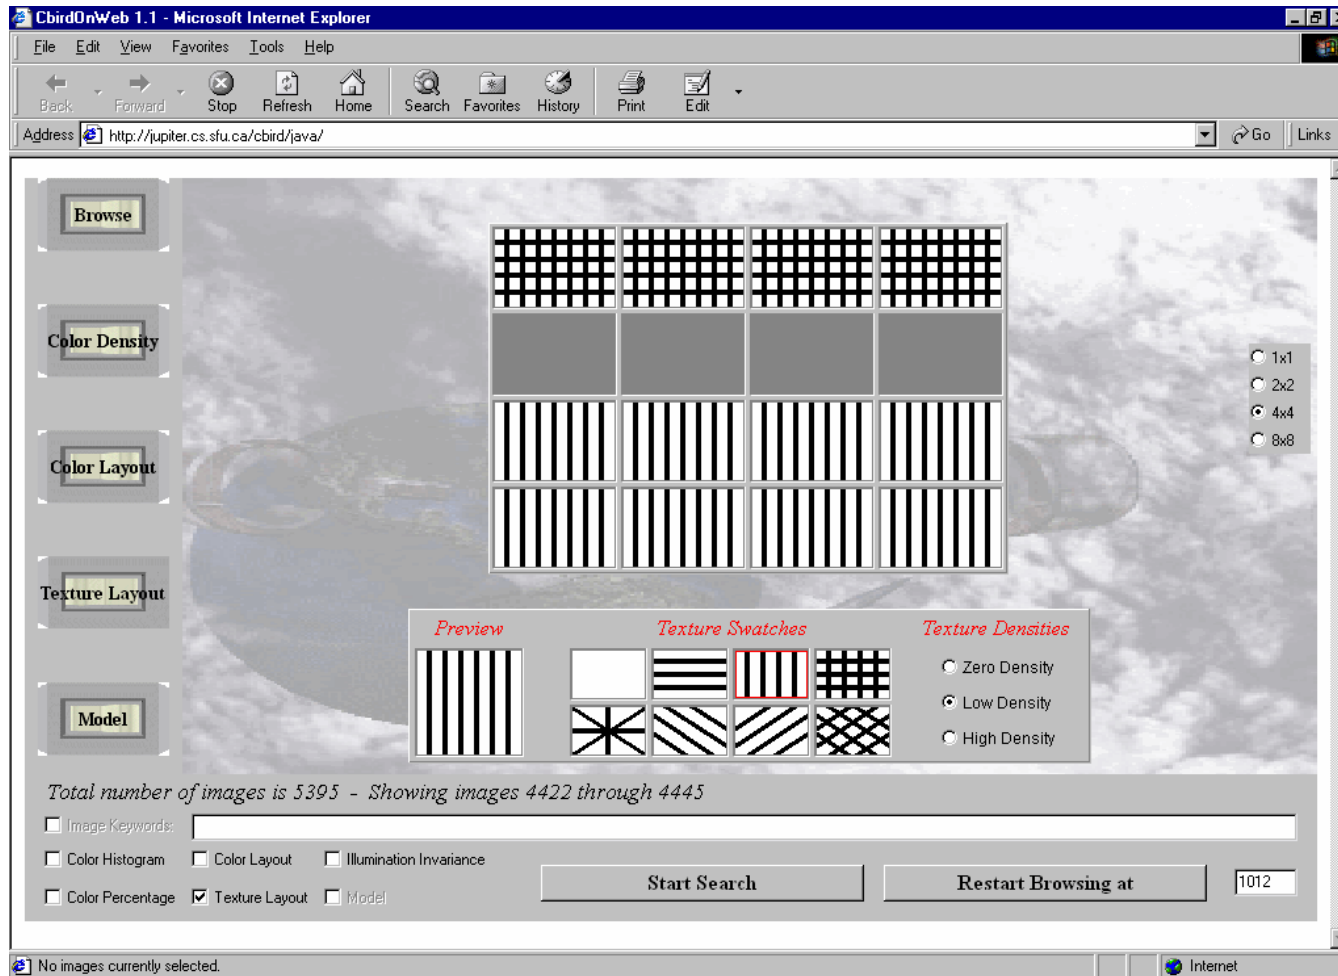 CbirdOnWeb 1.1 - Microsoft Internet Explorer
File Edit View Favorites Tools Help
Back Forward Stop Refresh Home Search Favorites History Print Edit
Address http://jupiter.cs.sfu.ca/cbird/java/ Go Links
Browse
Color Density
Color Layout
Texture Layout
Model
1x1
2x2
4x4
8x8
Preview Texture Swatches Texture Densities
Zero Density
Low Density
High Density
Total number of images is 5395 - Showing images 4422 through 4445
Image Keywords:
Color Histogram Color Layout Illumination Invariance
Color Percentage Texture Layout Model
Start Search Restart Browsing at 1012
No images currently selected. Internet